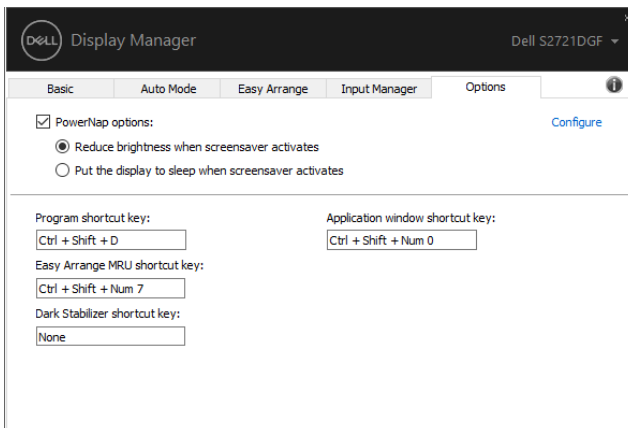 DELL Display Manager
Dell S2721DGF
Basic Auto Mode Easy Arrange Input Manager Options
PowerNap options:
Configure
Reduce brightness when screensaver activates
Put the display to sleep when screensaver activates
Program shortcut key:
Application window shortcut key:
Ctrl + Shift + D
Ctrl + Shift + Num 0
Easy Arrange MRU shortcut key:
Ctrl + Shift + Num 7
Dark Stabilizer shortcut key:
None